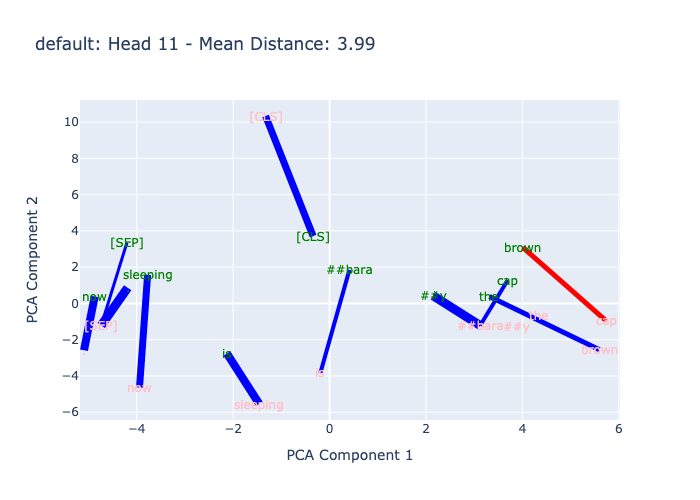 default: Head 11 - Mean Distance: 3.99
[CLS]
[CLS]
[SEP]
brown
##bara
sleeping
cap
now
##y
the
the
cap
[SEP]
##bara
##y
brown
is
is
now
sleeping
10
8
6
4
2
0
−2
−4
−6
−4
−2
0
2
4
6
PCA Component 2
PCA Component 1